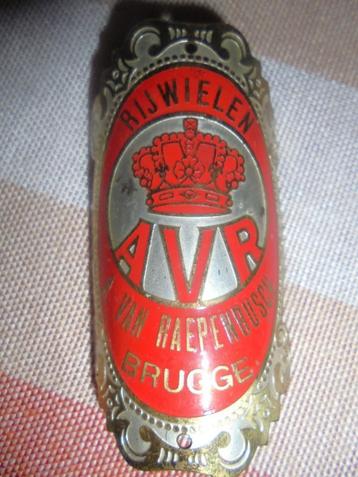 RIJWIELEN
AVR
A. VAN RAEPENBUSCH
BRUGGE